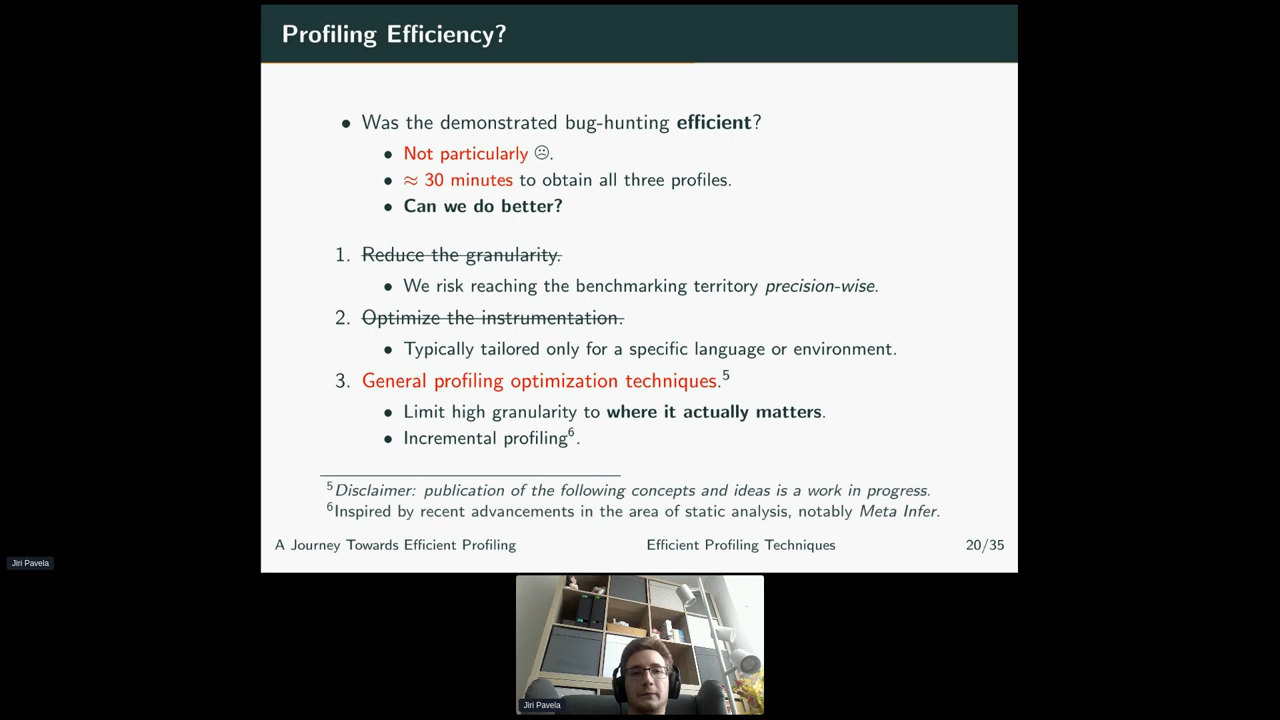 Profiling Efficiency?
• Was the demonstrated bug-hunting efficient?
• Not particularly ☹.
• ≈ 30 minutes to obtain all three profiles.
• Can we do better?
1. Reduce the granularity.
• We risk reaching the benchmarking territory precision-wise.
2. Optimize the instrumentation.
• Typically tailored only for a specific language or environment.
3. General profiling optimization techniques.⁵
• Limit high granularity to where it actually matters.
• Incremental profiling⁶.
⁵Disclaimer: publication of the following concepts and ideas is a work in progress.
⁶Inspired by recent advancements in the area of static analysis, notably Meta Infer.
A Journey Towards Efficient Profiling Efficient Profiling Techniques 20/35
Jiri Pavela
Jiri Pavela